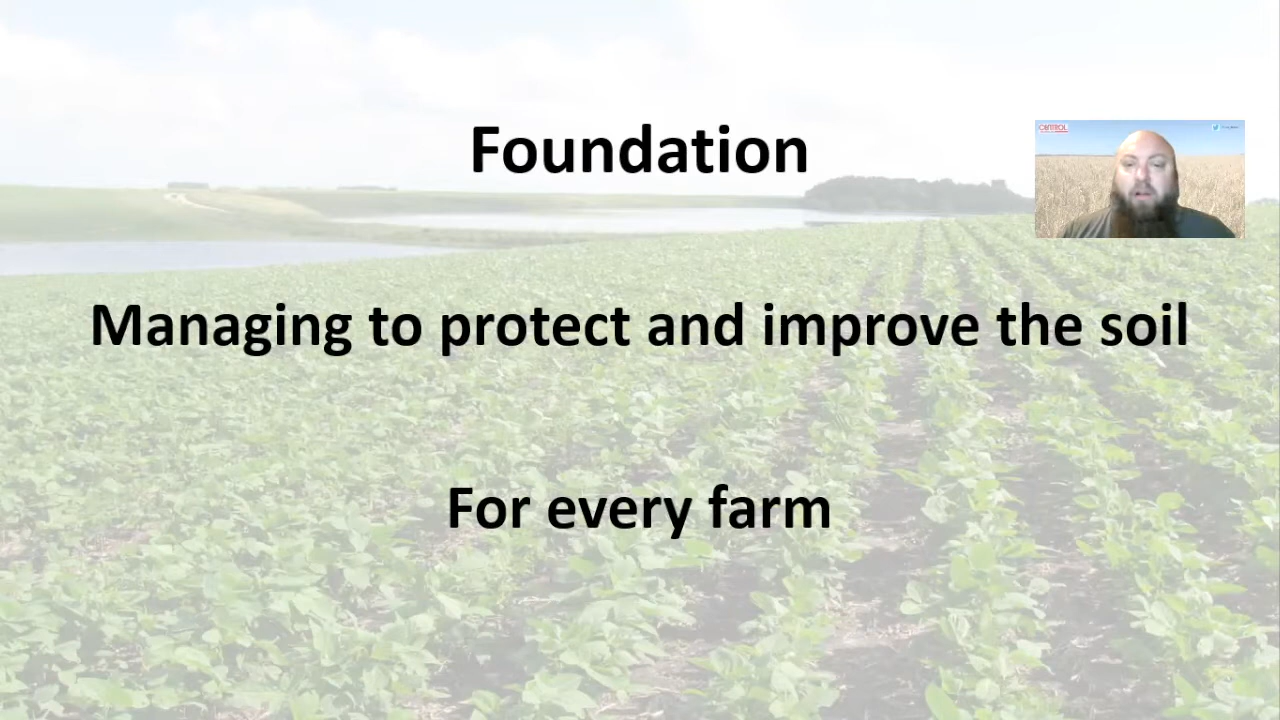 Foundation
Managing to protect and improve the soil
For every farm